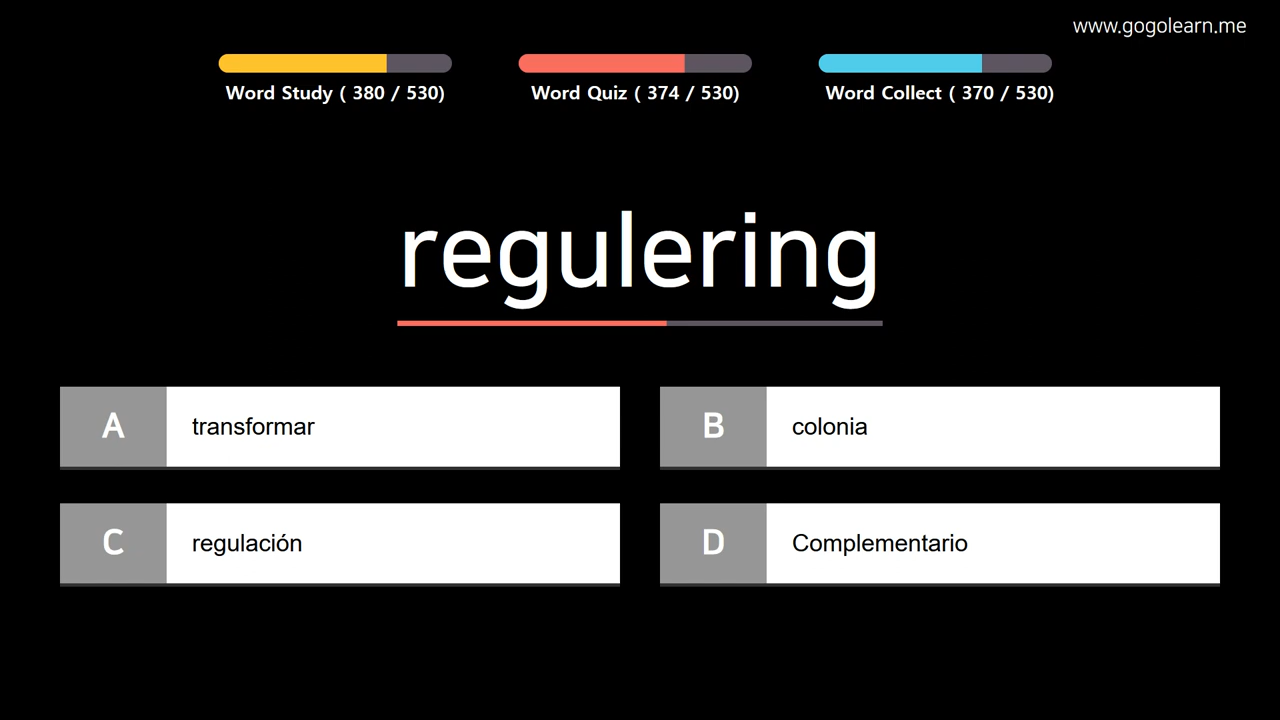 www.gogolearn.me
Word Study ( 380 / 530)
Word Quiz ( 374 / 530)
Word Collect ( 370 / 530)
regulering
A
transformar
B
colonia
C
regulación
D
Complementario